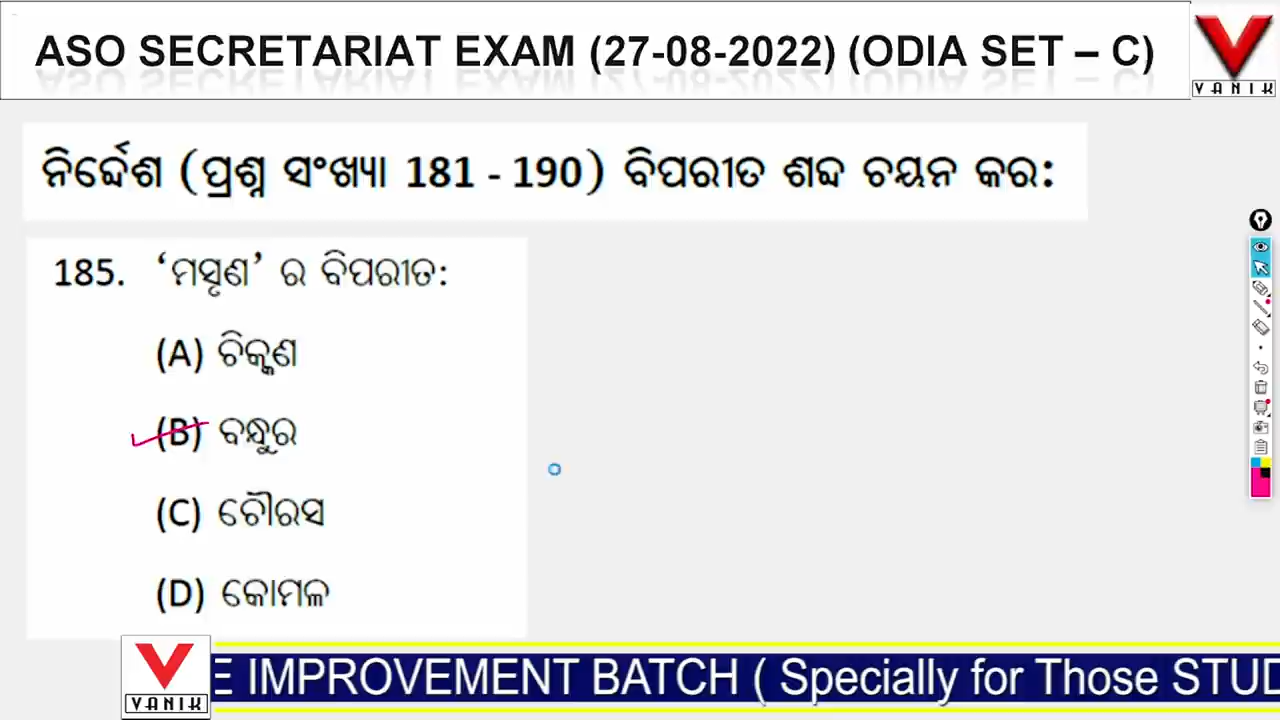 ASO SECRETARIAT EXAM (27-08-2022) (ODIA SET – C)
VANIK
ନିର୍ଦ୍ଦେଶ (ପ୍ରଶ୍ନ ସଂଖ୍ୟା 181 - 190) ବିପରୀତ ଶବ୍ଦ ଚୟନ କର:
185. ‘ମସୃଣ’ ର ବିପରୀତ:
(A) ଚିକ୍କଣ
(B) ବନ୍ଧୁର
(C) ଚୌରସ
(D) କୋମଳ
VANIK
E IMPROVEMENT BATCH ( Specially for Those STUD